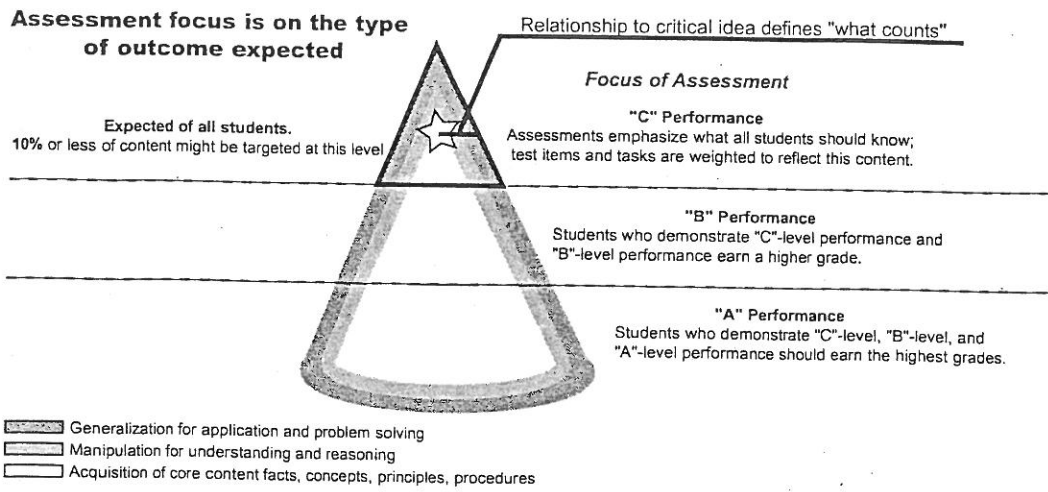 Assessment focus is on the type
of outcome expected
Relationship to critical idea defines "what counts"
Focus of Assessment
Expected of all students.
10% or less of content might be targeted at this level
"C" Performance
Assessments emphasize what all students should know;
test items and tasks are weighted to reflect this content.
"B" Performance
Students who demonstrate "C"-level performance and
"B"-level performance earn a higher grade.
"A" Performance
Students who demonstrate "C"-level, "B"-level, and
"A"-level performance should earn the highest grades.
Generalization for application and problem solving
Manipulation for understanding and reasoning
Acquisition of core content facts, concepts, principles, procedures